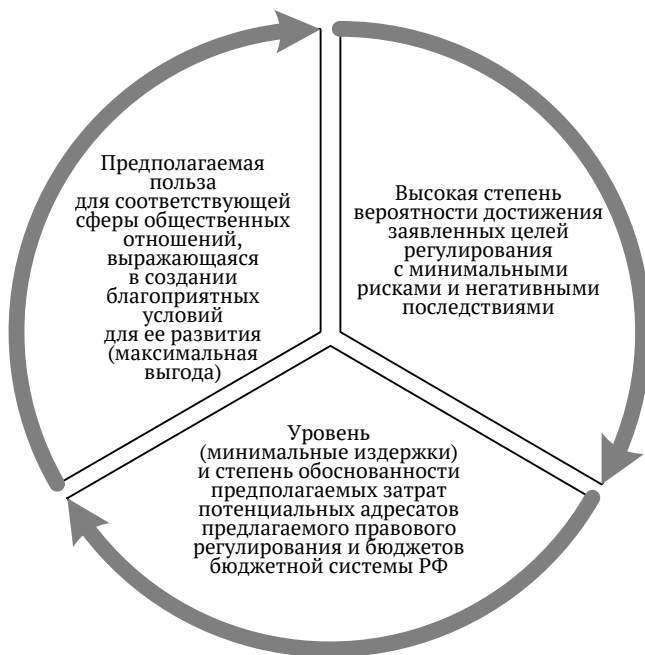 Предполагаемая
польза
для соответствующей
сферы общественных
отношений,
выражающаяся
в создании
благоприятных
условий
для ее развития
(максимальная
выгода)
Высокая степень
вероятности достижения
заявленных целей
регулирования
с минимальными
рисками и негативными
последствиями
Уровень
(минимальные издержки)
и степень обоснованности
предполагаемых затрат
потенциальных адресатов
предлагаемого правового
регулирования и бюджетов
бюджетной системы РФ